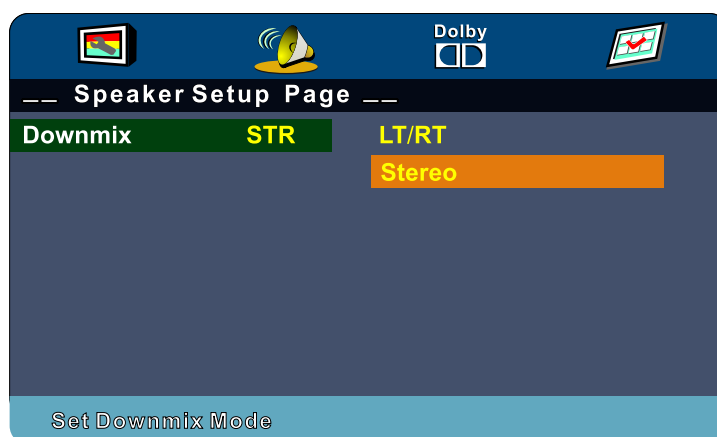 Dolby
__ Speaker Setup Page __
Downmix STR LT/RT
Stereo
Set Downmix Mode